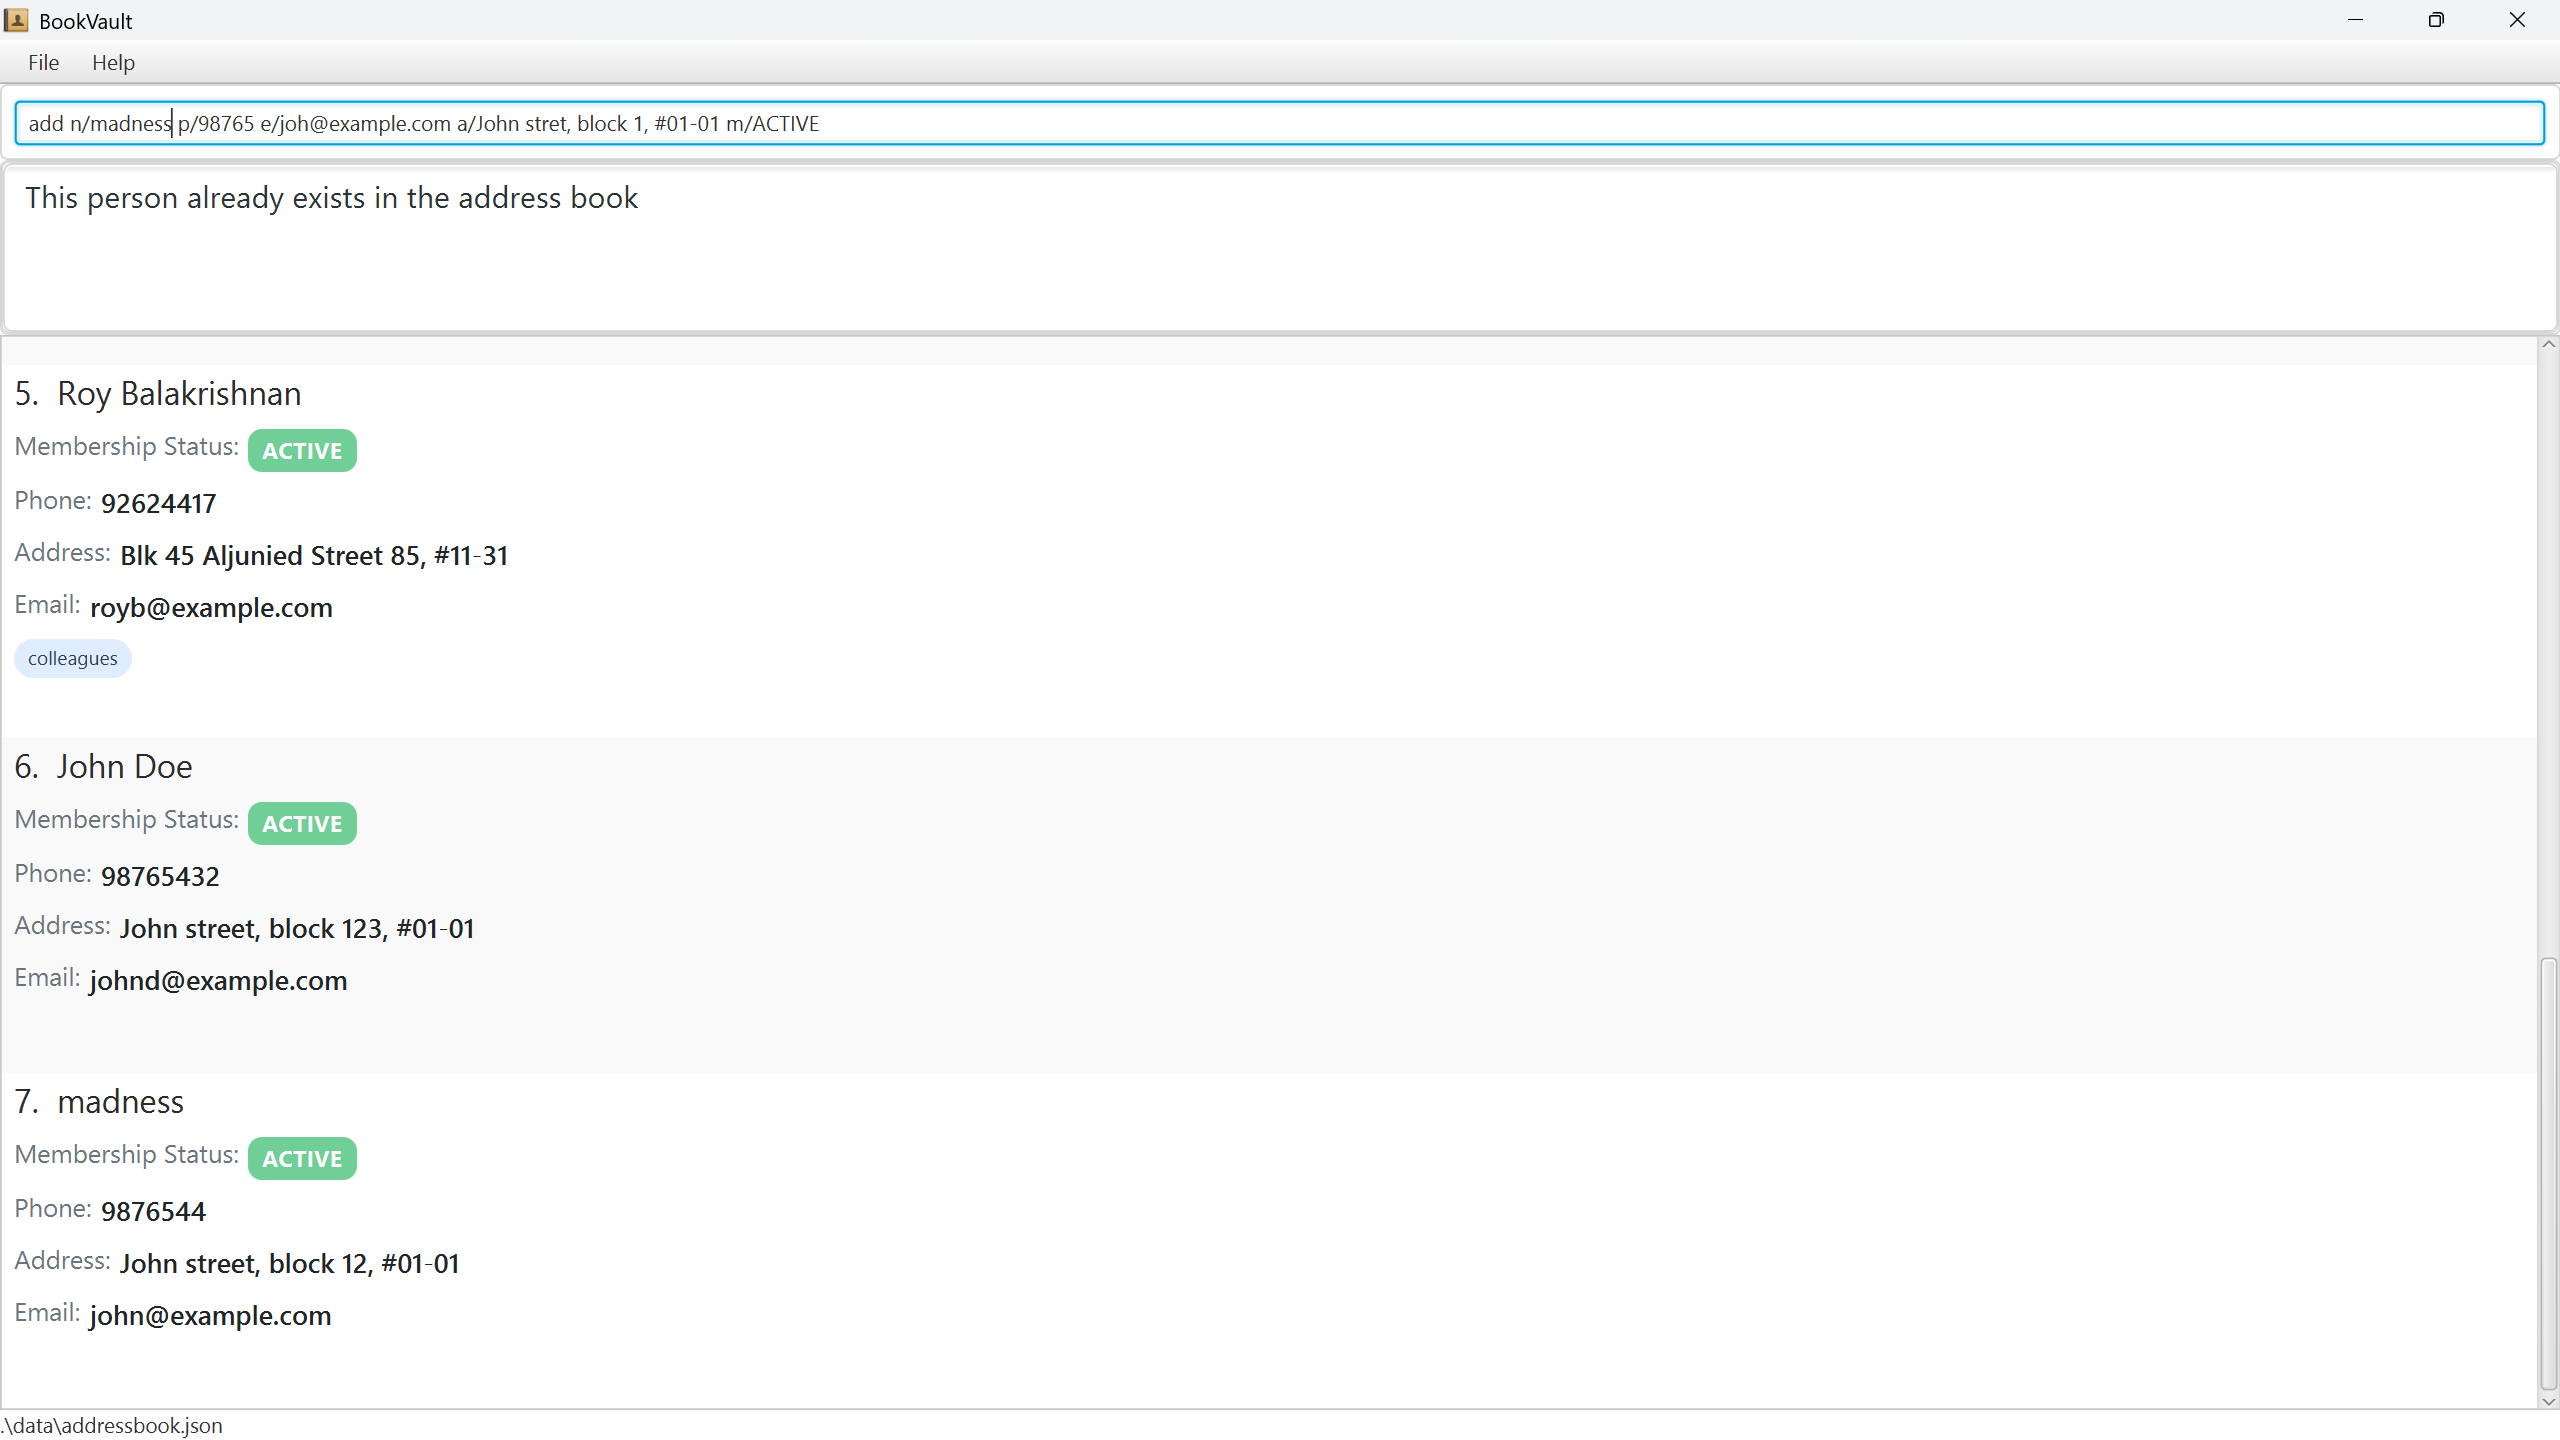 BookVault
File Help
add n/madness p/98765 e/joh@example.com a/John stret, block 1, #01-01 m/ACTIVE
This person already exists in the address book
5. Roy Balakrishnan
Membership Status: ACTIVE
Phone: 92624417
Address: Blk 45 Aljunied Street 85, #11-31
Email: royb@example.com
colleagues
6. John Doe
Membership Status: ACTIVE
Phone: 98765432
Address: John street, block 123, #01-01
Email: johnd@example.com
7. madness
Membership Status: ACTIVE
Phone: 9876544
Address: John street, block 12, #01-01
Email: john@example.com
.\data\addressbook.json